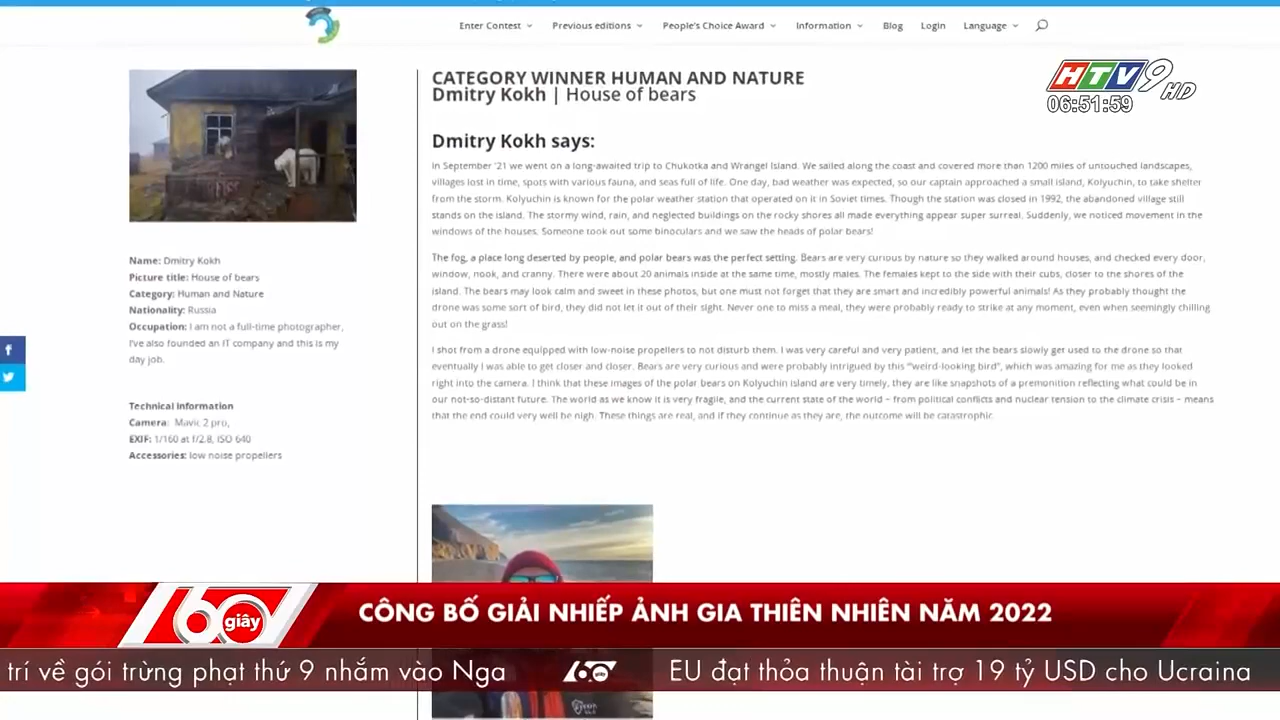 Enter Contest
Previous editions
People's Choice Award
Information
Blog
Login
Language
HTV9 HD
06:51:59
CATEGORY WINNER HUMAN AND NATURE
Dmitry Kokh | House of bears
Dmitry Kokh says:
In September '21 we went on a long-awaited trip to Chukotka and Wrangel Island. We sailed along the coast and covered more than 1200 miles of untouched landscapes,
villages lost in time, spots with various fauna, and seas full of life. One day, bad weather was expected, so our captain approached a small island, Kolyuchin, to take shelter
from the storm. Kolyuchin is known for the polar weather station that operated on it in Soviet times. Though the station was closed in 1992, the abandoned village still
stands on the island. The stormy wind, rain, and neglected buildings on the rocky shores all made everything appear super surreal. Suddenly, we noticed movement in the
windows of the houses. Someone took out some binoculars and we saw the heads of polar bears!
The fog, a place long deserted by people, and polar bears was the perfect setting. Bears are very curious by nature so they walked around houses, and checked every door,
window, nook, and cranny. There were about 20 animals inside at the same time, mostly males. The females kept to the side with their cubs, closer to the shores of the
island. The bears may look calm and sweet in these photos, but one must not forget that they are smart and incredibly powerful animals! As they probably thought the
drone was some sort of bird, they did not let it out of their sight. Never one to miss a meal, they were probably ready to strike at any moment, even when seemingly chilling
out on the grass!
I shot from a drone equipped with low-noise propellers to not disturb them. I was very careful and very patient, and let the bears slowly get used to the drone so that
eventually I was able to get closer and closer. Bears are very curious and were probably intrigued by this "'weird-looking bird", which was amazing for me as they looked
right into the camera. I think that these images of the polar bears on Kolyuchin island are very timely, they are like snapshots of a premonition reflecting what could be in
our not-so-distant future. The world as we know it is very fragile, and the current state of the world – from political conflicts and nuclear tension to the climate crisis – means
that the end could very well be nigh. These things are real, and if they continue as they are, the outcome will be catastrophic.
Name: Dmitry Kokh
Picture title: House of bears
Category: Human and Nature
Nationality: Russia
Occupation: I am not a full-time photographer,
I've also founded an IT company and this is my
day job.
Technical information
Camera: Mavic 2 pro,
EXIF: 1/160 at f/2.8, ISO 640
Accessories: low noise propellers
60 giây
CÔNG BỐ GIẢI NHIẾP ẢNH GIA THIÊN NHIÊN NĂM 2022
trí về gói trừng phạt thứ 9 nhắm vào Nga
60 giây
EU đạt thỏa thuận tài trợ 19 tỷ USD cho Ucraina